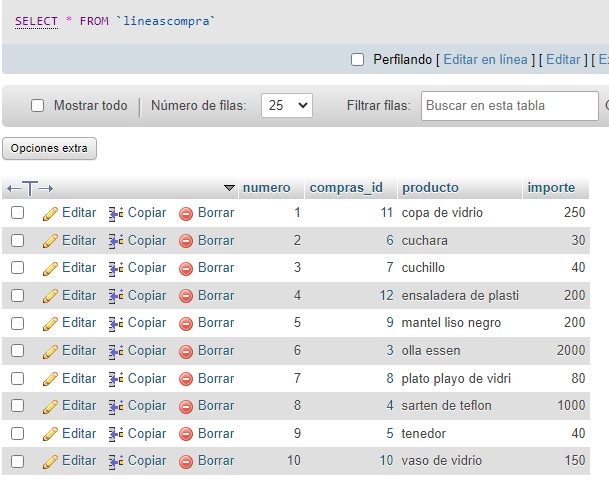 SELECT * FROM `lineascompra`
Perfilando [ Editar en línea ] [ Editar ] [
Mostrar todo | Número de filas: 25 Filtrar filas: Buscar en esta tabla
Opciones extra
numero compras_id producto importe
Editar Copiar Borrar 1 11 copa de vidrio 250
Editar Copiar Borrar 2 6 cuchara 30
Editar Copiar Borrar 3 7 cuchillo 40
Editar Copiar Borrar 4 12 ensaladera de plasti 200
Editar Copiar Borrar 5 9 mantel liso negro 200
Editar Copiar Borrar 6 3 olla essen 2000
Editar Copiar Borrar 7 8 plato playo de vidri 80
Editar Copiar Borrar 8 4 sarten de teflon 1000
Editar Copiar Borrar 9 5 tenedor 40
Editar Copiar Borrar 10 10 vaso de vidrio 150